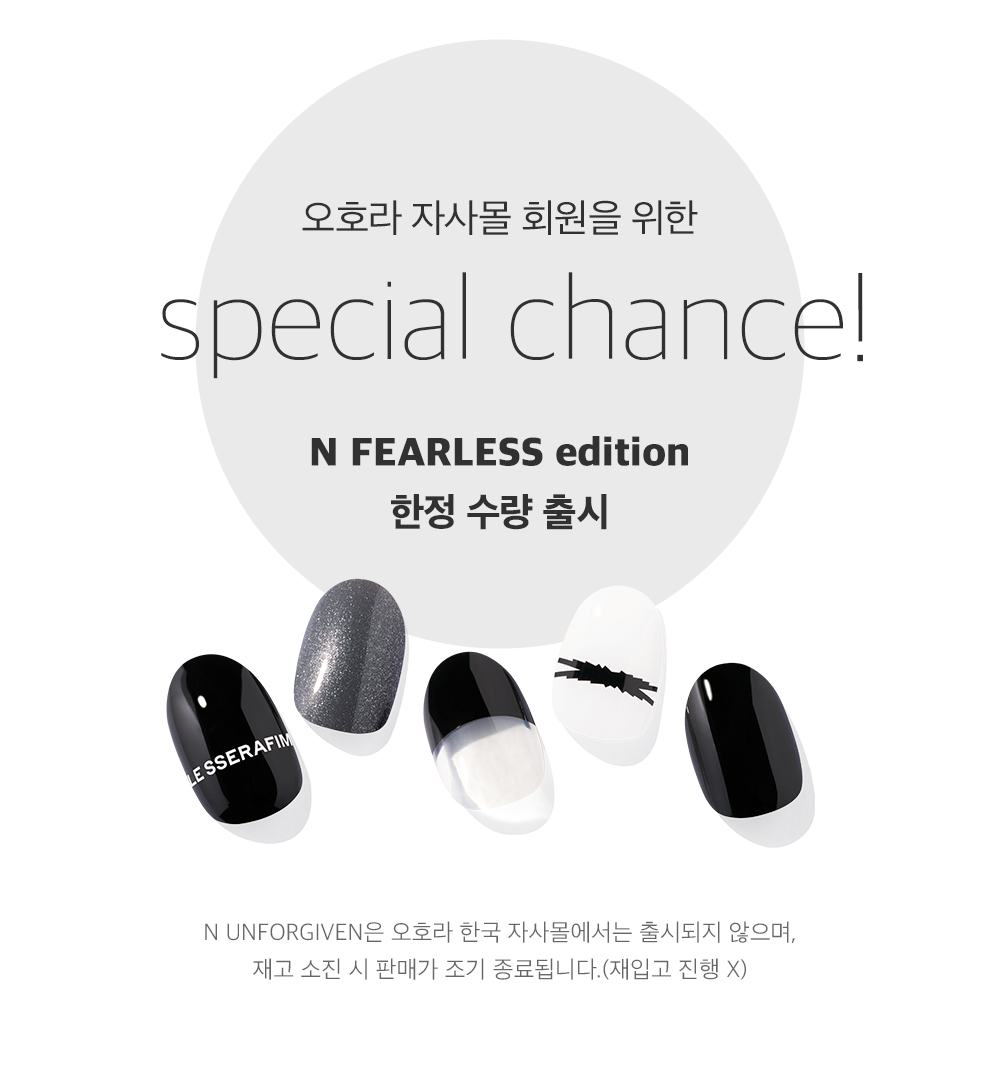 오호라 자사몰 회원을 위한
special chance!
N FEARLESS edition
한정 수량 출시
LE SSERAFIM
N UNFORGIVEN은 오호라 한국 자사몰에서는 출시되지 않으며,
재고 소진 시 판매가 조기 종료됩니다.(재입고 진행 X)